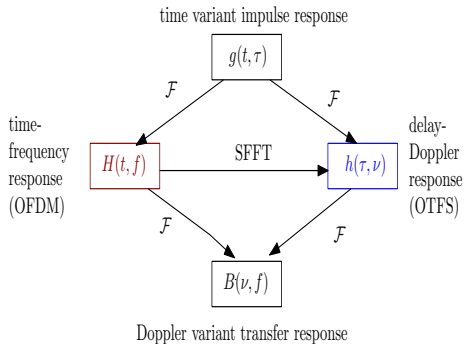 time variant impulse response
g(t, τ)
ℱ
ℱ
time-
frequency
response
(OFDM)
H(t, f)
SFFT
h(τ, ν)
delay-
Doppler
response
(OTFS)
ℱ
ℱ
B(ν, f)
Doppler variant transfer response